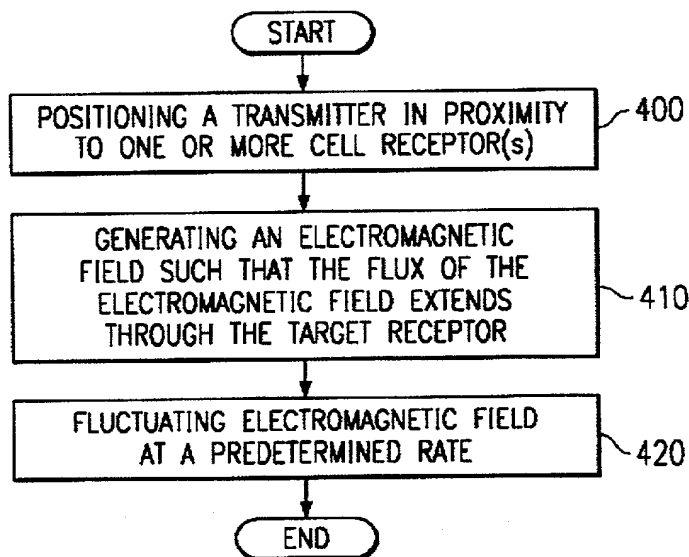 START
POSITIONING A TRANSMITTER IN PROXIMITY
TO ONE OR MORE CELL RECEPTOR(s)
400
GENERATING AN ELECTROMAGNETIC
FIELD SUCH THAT THE FLUX OF THE
ELECTROMAGNETIC FIELD EXTENDS
THROUGH THE TARGET RECEPTOR
410
FLUCTUATING ELECTROMAGNETIC FIELD
AT A PREDETERMINED RATE
420
END